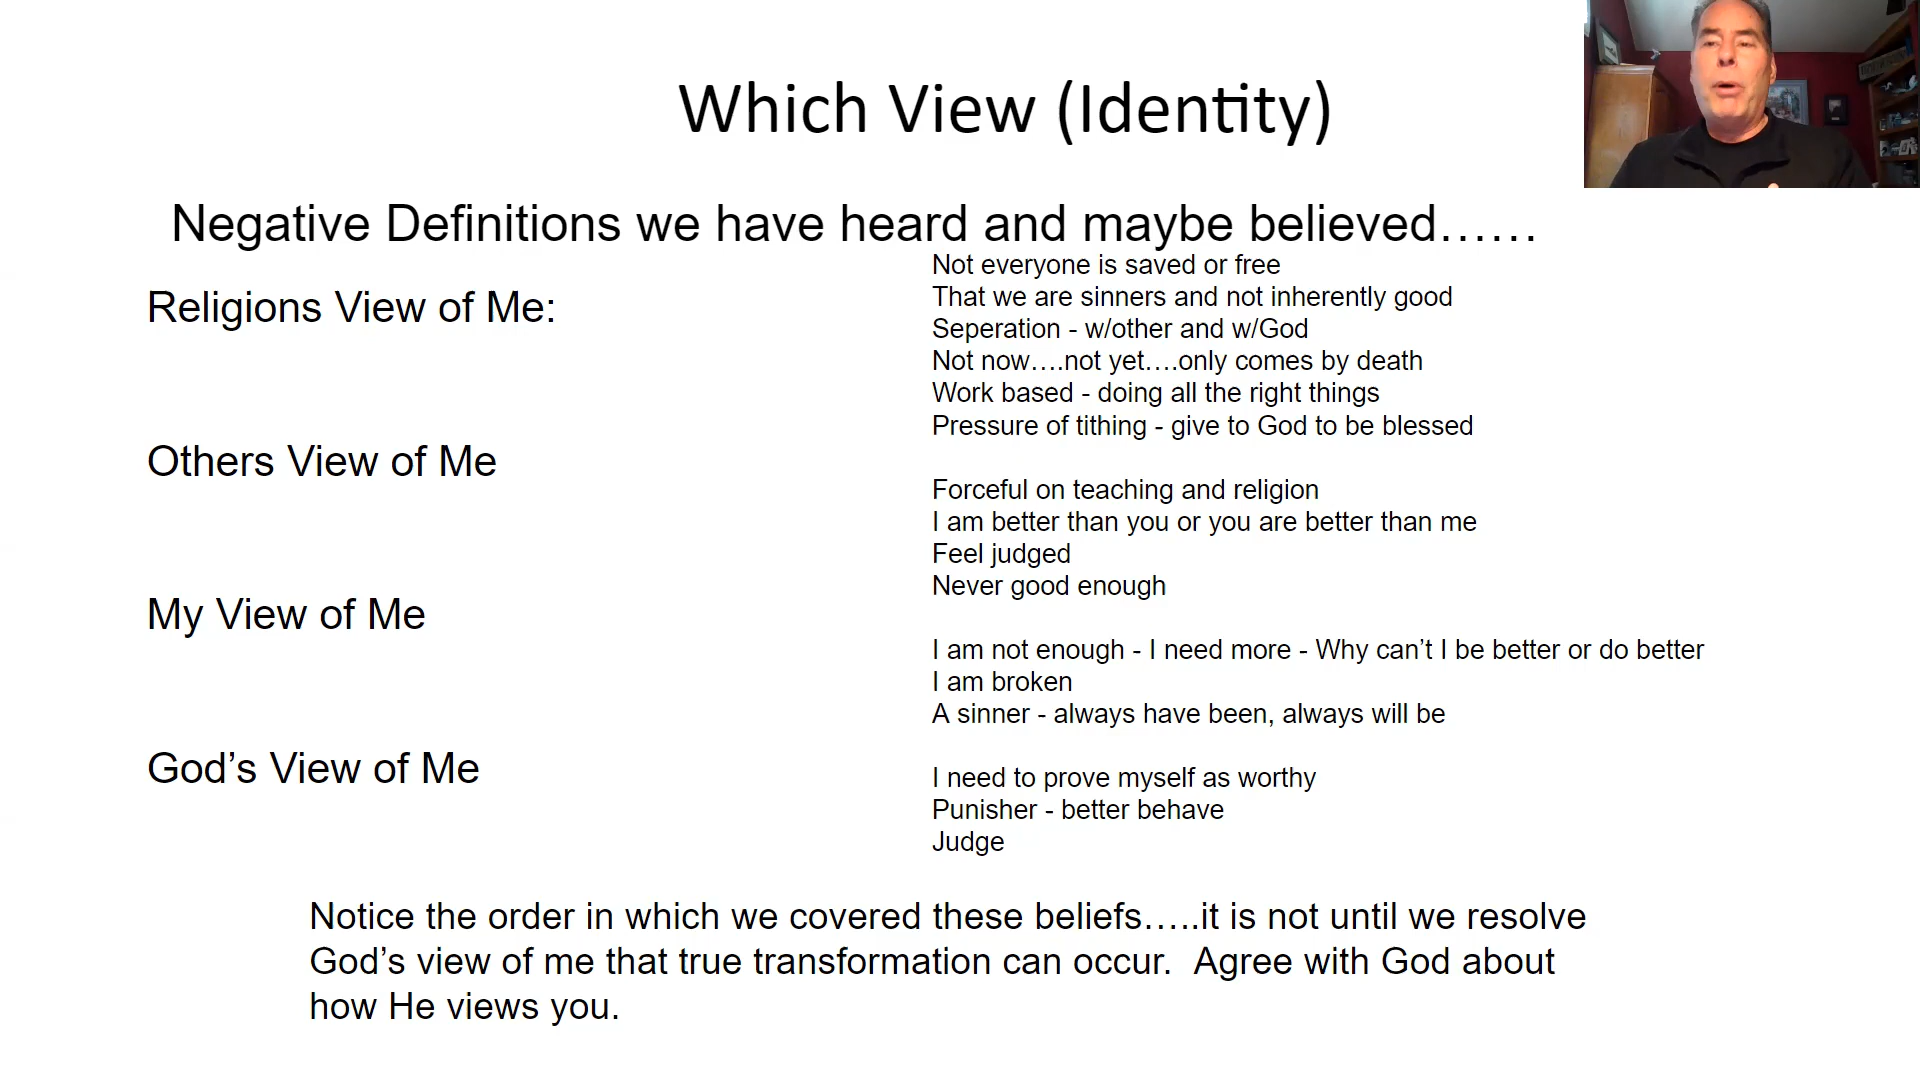 Which View (Identity)
Negative Definitions we have heard and maybe believed……
Religions View of Me:
Not everyone is saved or free
That we are sinners and not inherently good
Seperation - w/other and w/God
Not now….not yet….only comes by death
Work based - doing all the right things
Pressure of tithing - give to God to be blessed
Others View of Me
Forceful on teaching and religion
I am better than you or you are better than me
Feel judged
Never good enough
My View of Me
I am not enough - I need more - Why can’t I be better or do better
I am broken
A sinner - always have been, always will be
God’s View of Me
I need to prove myself as worthy
Punisher - better behave
Judge
Notice the order in which we covered these beliefs…..it is not until we resolve
God’s view of me that true transformation can occur.  Agree with God about
how He views you.